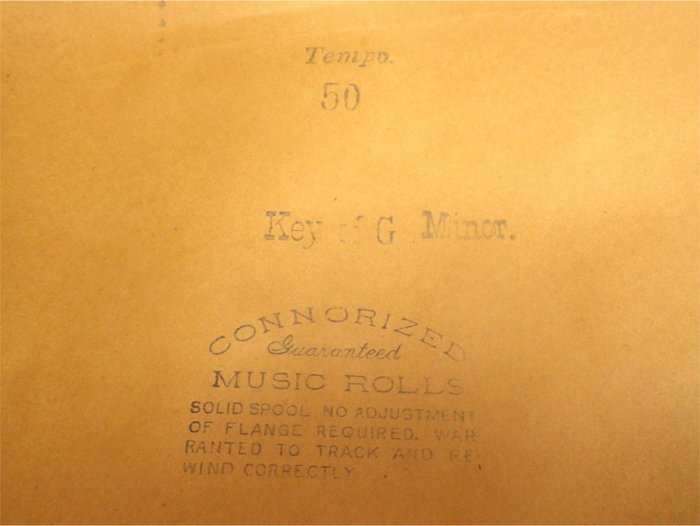 Tempo.
50
Key of G Minor.
CONNORIZED
Guaranteed
MUSIC ROLLS
SOLID SPOOL, NO ADJUSTMENT
OF FLANGE REQUIRED. WAR
RANTED TO TRACK AND RE
WIND CORRECTLY